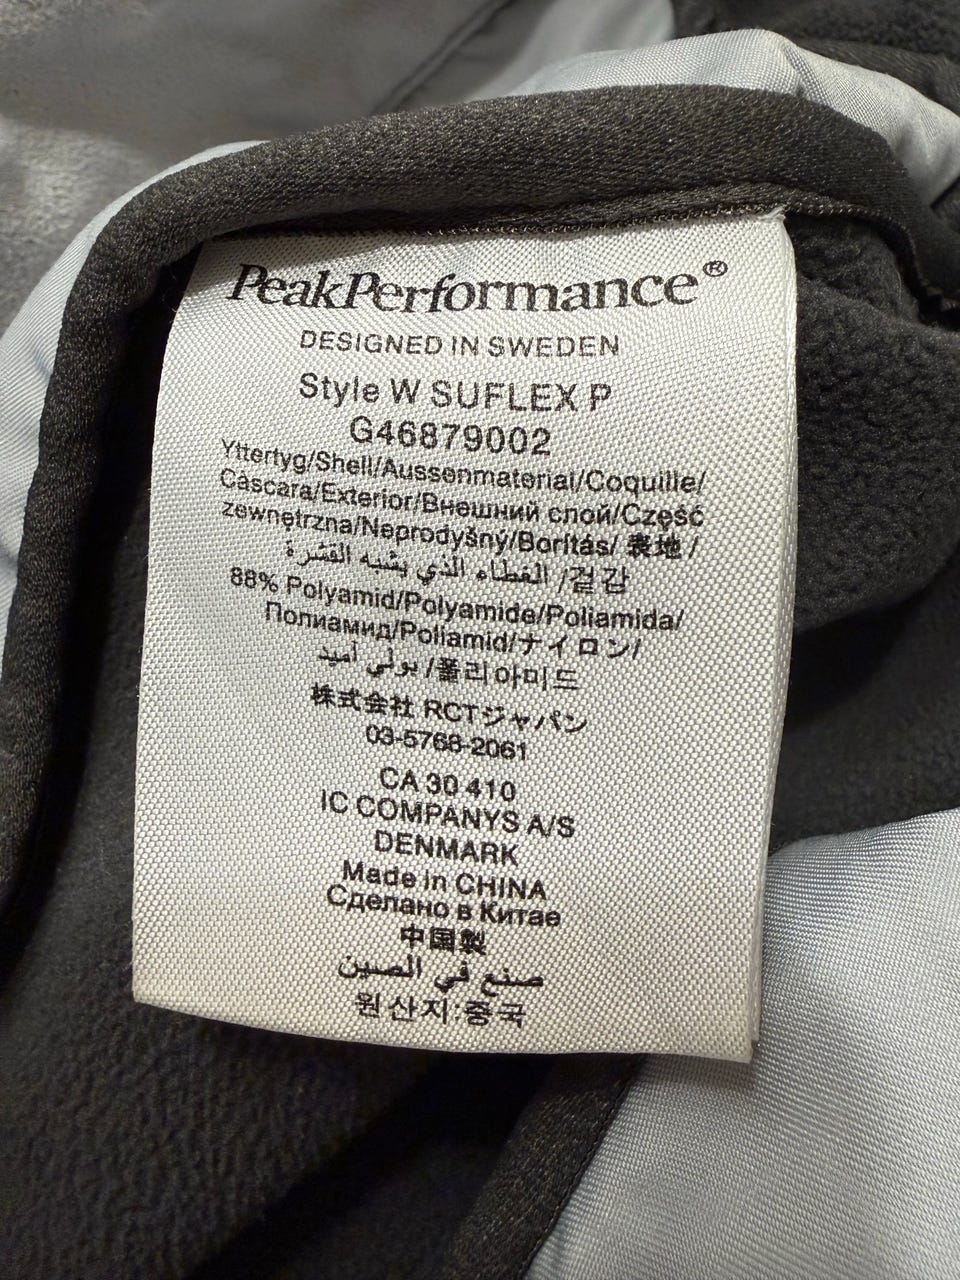 PeakPerformance®
DESIGNED IN SWEDEN
Style W SUFLEX P
G46879002
Yttertyg/Shell/Aussenmaterial/Coquille/
Càscara/Exterior/Внешний слой/Część
zewnętrzna/Neprodyšný/Borítás/ 表地 /
겉감/ الغطاء الذي يشبه القشرة
88% Polyamid/Polyamide/Poliamida/
Полиамид/Poliamid/ナイロン/
폴리아미드/ بولي أميد
株式会社 RCTジャパン
03-5768-2061
CA 30 410
IC COMPANYS A/S
DENMARK
Made in CHINA
Сделано в Китае
中国製
صنع في الصين
원산지:중국